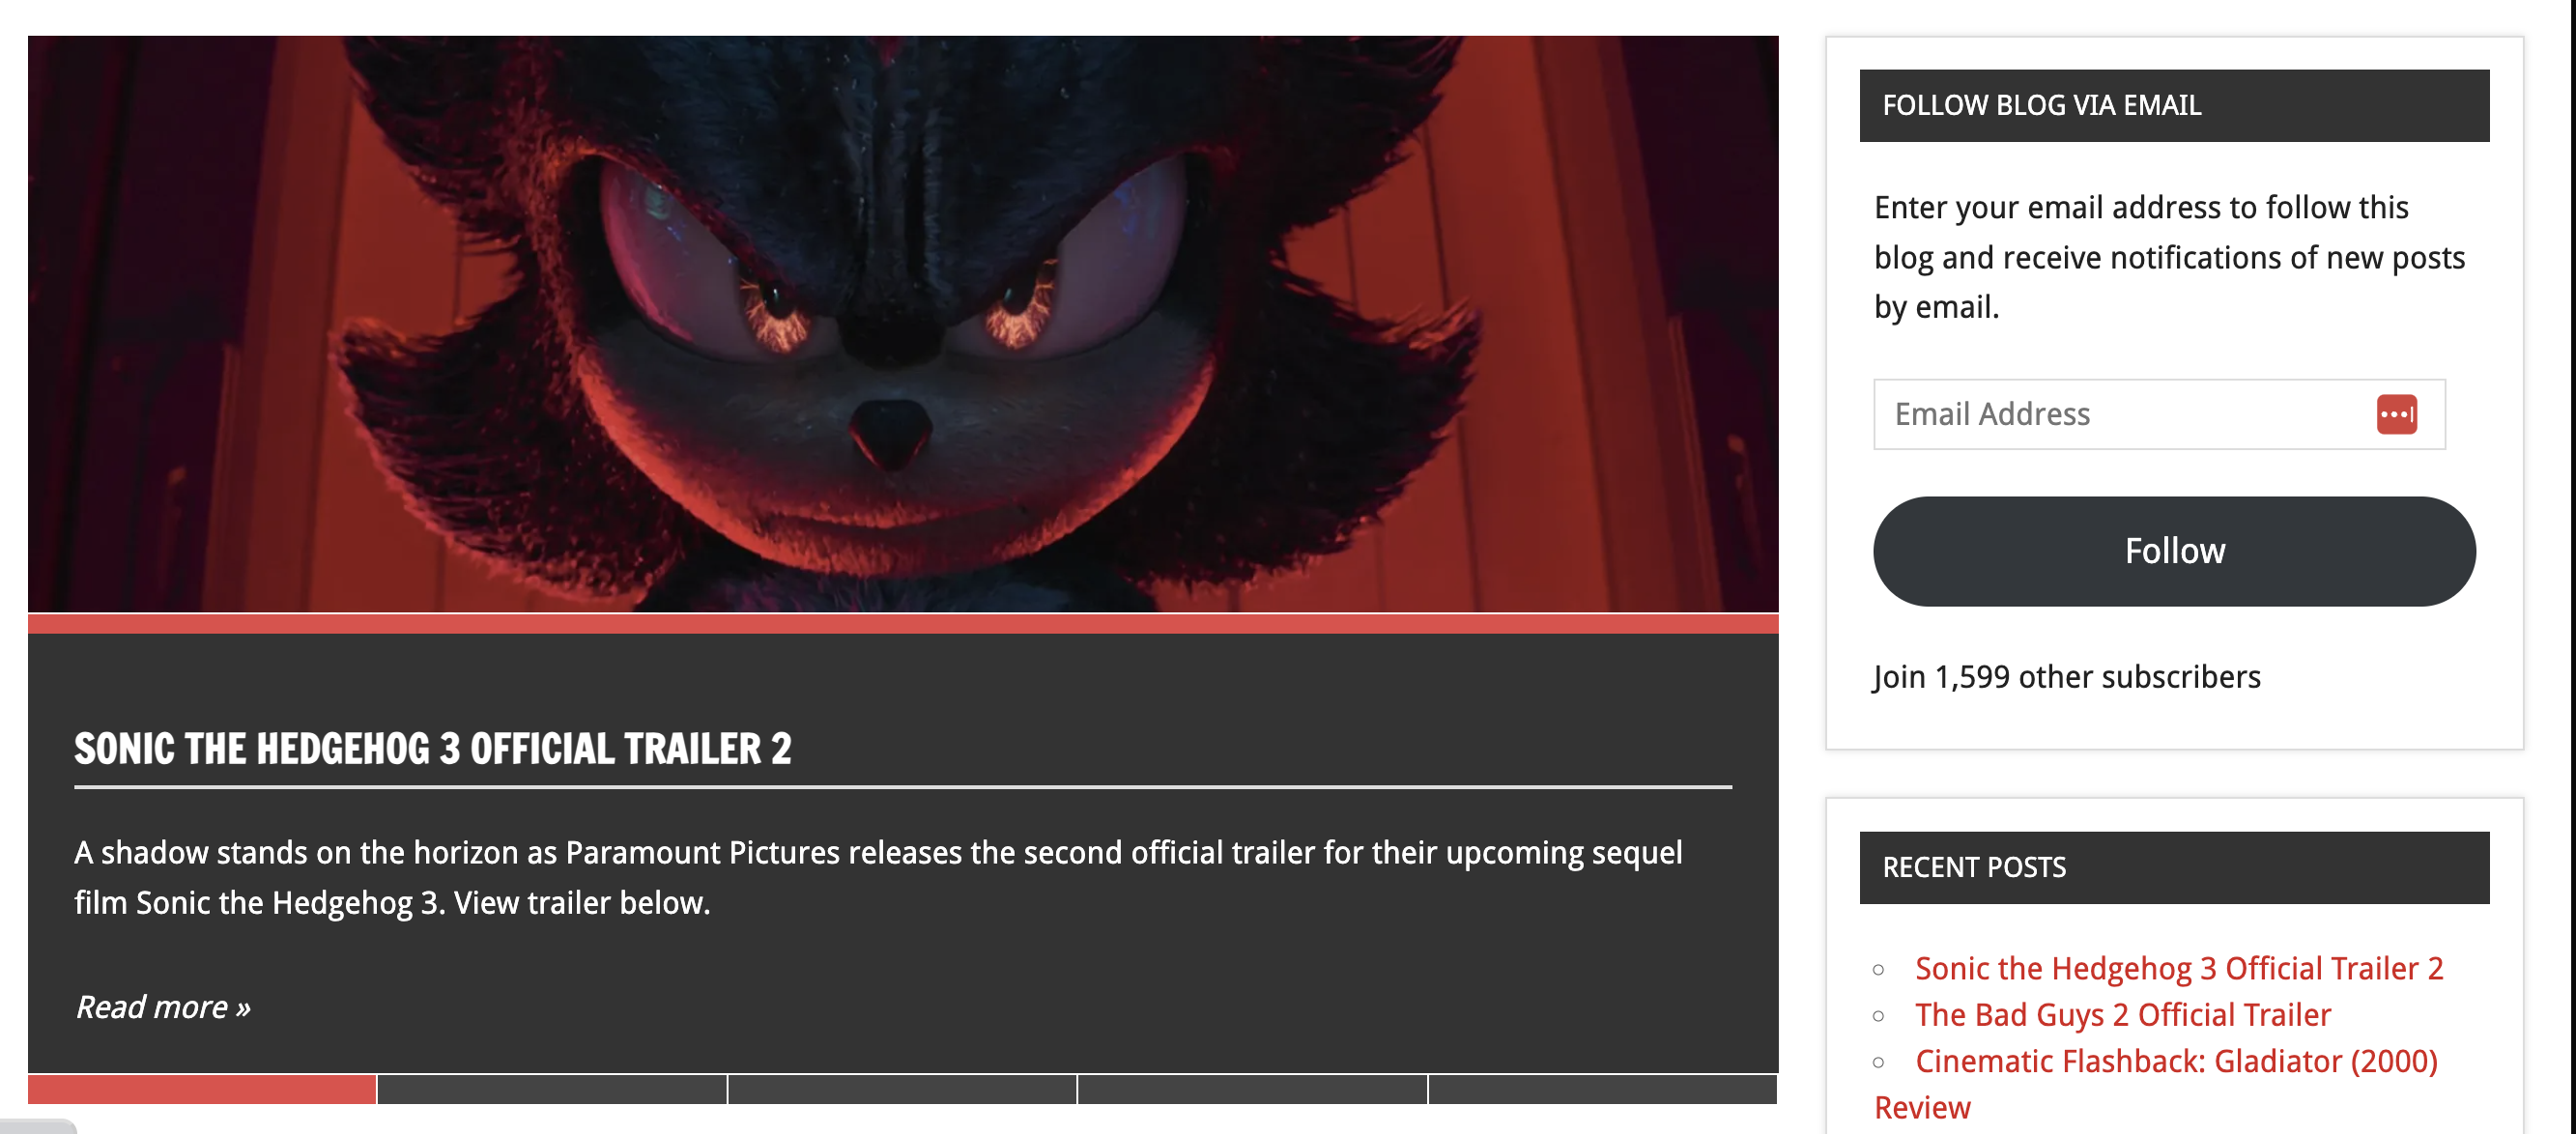 SONIC THE HEDGEHOG 3 OFFICIAL TRAILER 2
A shadow stands on the horizon as Paramount Pictures releases the second official trailer for their upcoming sequel
film Sonic the Hedgehog 3. View trailer below.
Read more »
FOLLOW BLOG VIA EMAIL
Enter your email address to follow this
blog and receive notifications of new posts
by email.
Email Address
Follow
Join 1,599 other subscribers
RECENT POSTS
Sonic the Hedgehog 3 Official Trailer 2
The Bad Guys 2 Official Trailer
Cinematic Flashback: Gladiator (2000)
Review